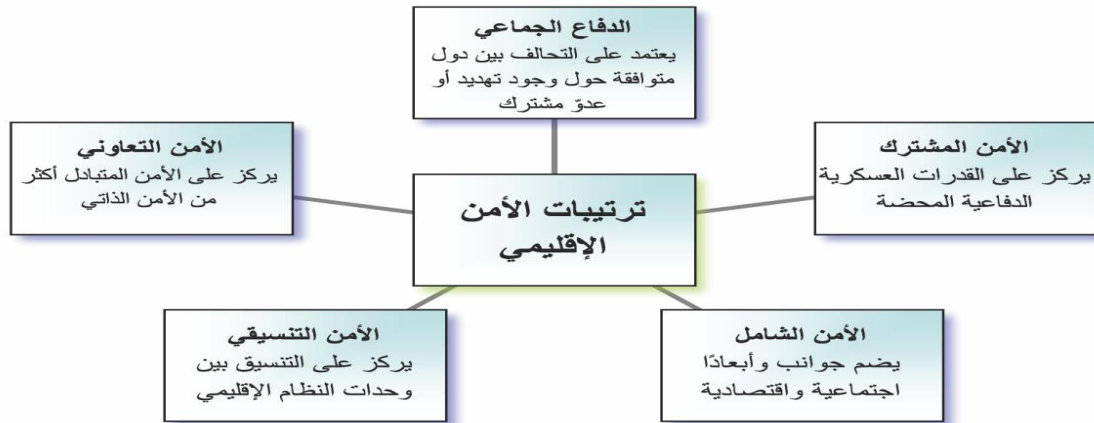 الدفاع الجماعي
يعتمد على التحالف بين دول
متوافقة حول وجود تهديد أو
عدوّ مشترك
الأمن المشترك
يركز على القدرات العسكرية
الدفاعية المحضة
الأمن التعاوني
يركز على الأمن المتبادل أكثر
من الأمن الذاتي
ترتيبات الأمن
الإقليمي
الأمن الشامل
يضم جوانب وأبعادًا
اجتماعية واقتصادية
الأمن التنسيقي
يركز على التنسيق بين
وحدات النظام الإقليمي